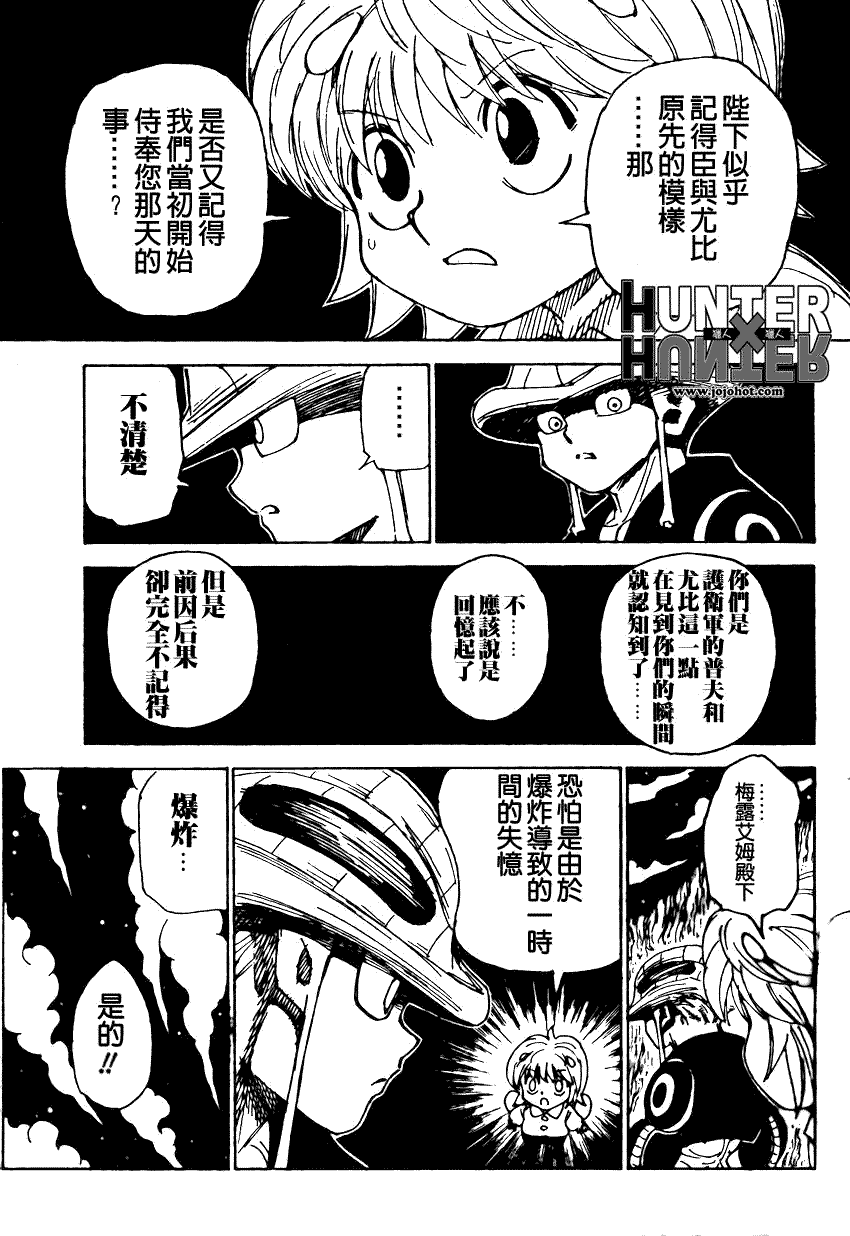 陛下似乎
記得臣與尤比
原先的模樣
……那
是否又記得
我們當初開始
侍奉您那天的
事……？
HUNTER
獵人×獵人
HUNTER
www.jojohot.com
……
不清楚
你們是
護衛軍的普夫和
尤比這一點
在見到你們的瞬間
就認知到了……
不……
應該說是
回憶起了
但是
前因后果
卻完全不記得
……
梅露艾姆殿下
恐怕是由於
爆炸導致的一時
間的失憶
爆炸…
是的!!